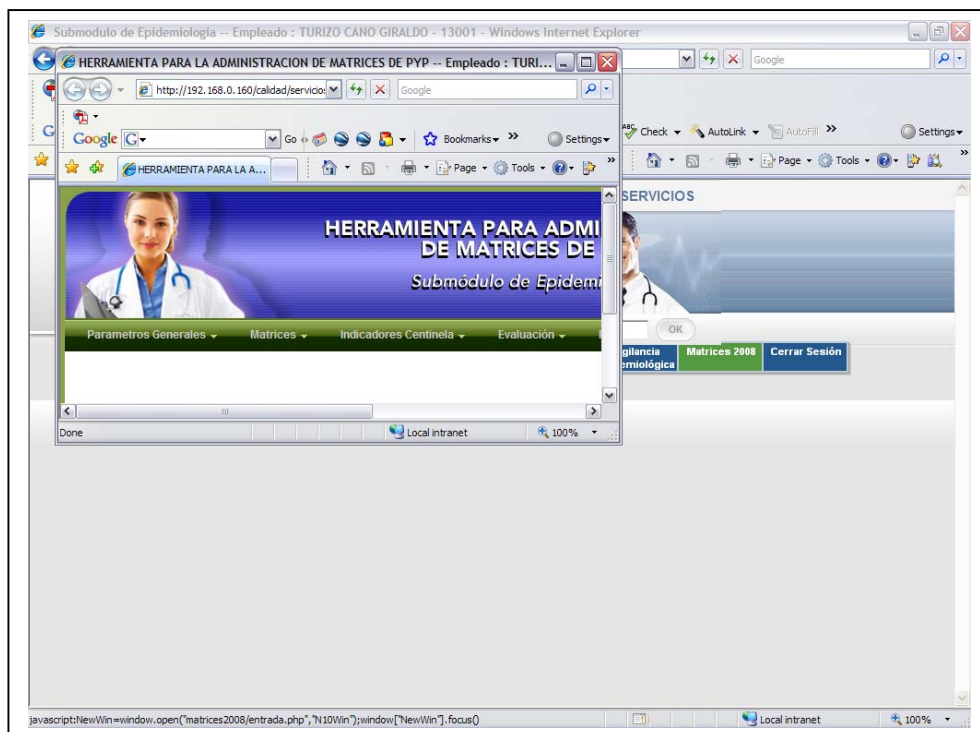 Submodulo de Epidemiologia -- Empleado : TURIZO CANO GIRALDO - 13001 - Windows Internet Explorer
HERRAMIENTA PARA LA ADMINISTRACION DE MATRICES DE PYP -- Empleado : TURI...
Google
http://192.168.0.160/calidad/servicio
Google
Google G
Go
Bookmarks
Settings
Check
AutoLink
AutoFill
Settings
HERRAMIENTA PARA LA A...
Page
Tools
Page
Tools
SERVICIOS
HERRAMIENTA PARA ADMI
DE MATRICES DE
Submódulo de Epidemi
Parametros Generales
Matrices
Indicadores Centinela
Evaluación
OK
gilancia
emiológica
Matrices 2008
Cerrar Sesión
Done
Local intranet
100%
javascript:NewWin=window.open("matrices2008/entrada.php","N10Win");window["NewWin"].focus()
Local intranet
100%